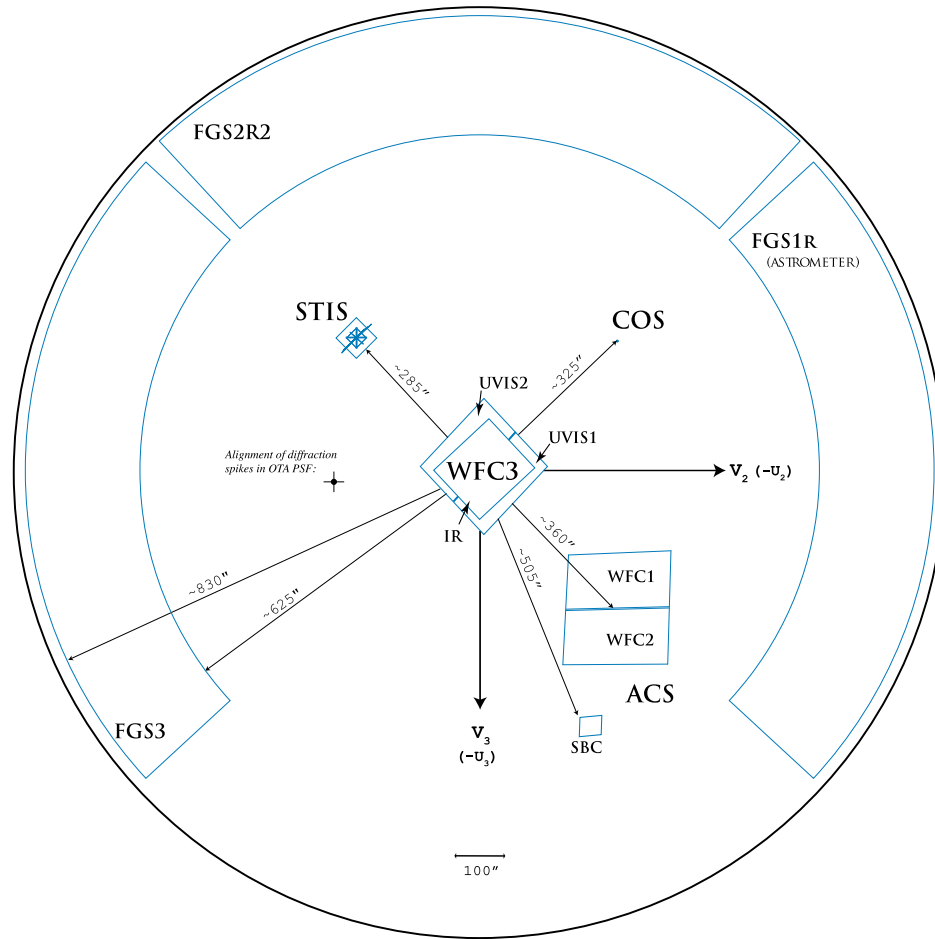 FGS2R2
FGS1R
(ASTROMETER)
STIS
COS
~285″
~325″
UVIS2
UVIS1
Alignment of diffraction
spikes in OTA PSF:
WFC3
V2 (-U2)
IR
~360″
~505″
~830″
~625″
WFC1
WFC2
ACS
FGS3
V3
(-U3)
SBC
100″